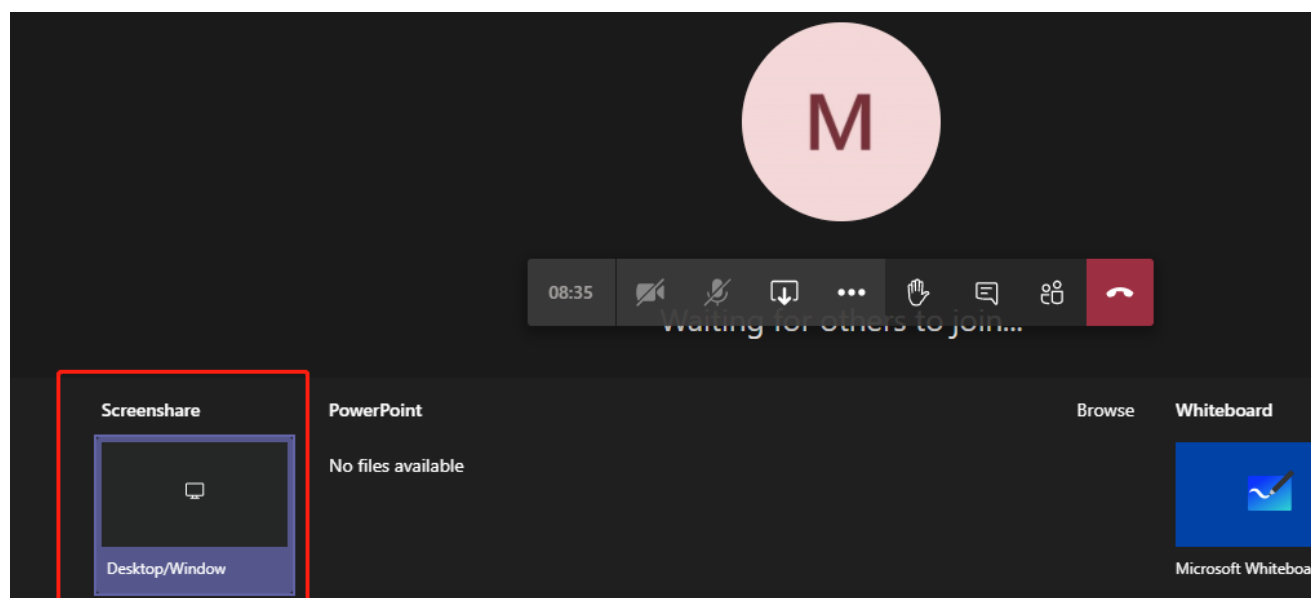 M
08:35
Waiting for others to join...
Screenshare
PowerPoint
Browse
Whiteboard
No files available
Desktop/Window
Microsoft Whiteboa